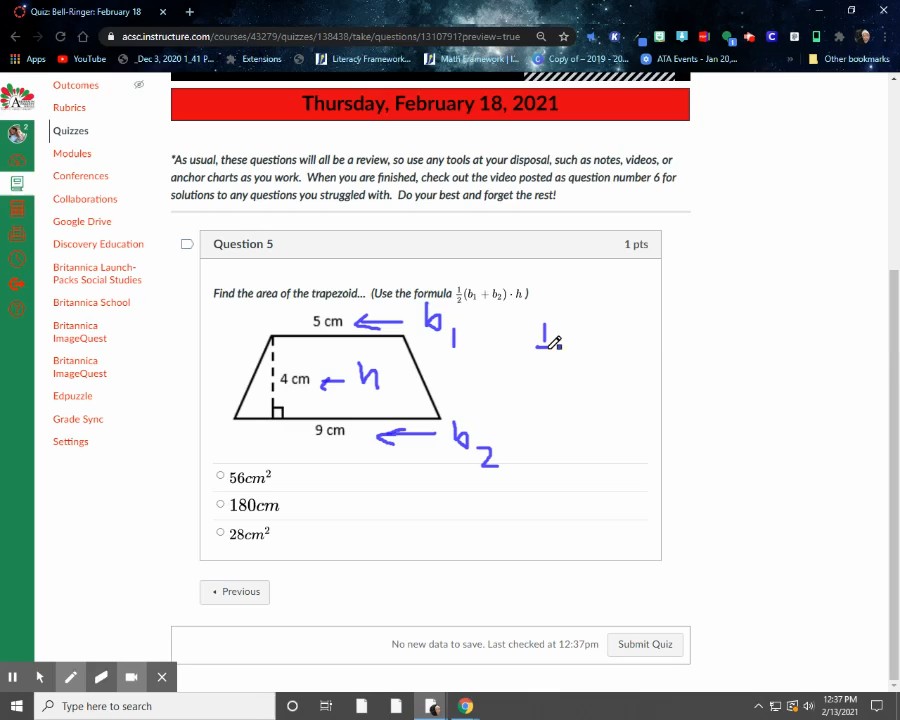 Quiz: Bell-Ringer: February 18
acsc.instructure.com/courses/43279/quizzes/138438/take/questions/1310791?preview=true
Apps
YouTube
_Dec 3, 2020 1_41 P...
Extensions
Literacy Framework...
Math Framework | I...
Copy of – 2019 - 20...
ATA Events - Jan 20,...
»
Other bookmarks
2
Outcomes
Rubrics
Quizzes
Modules
Conferences
Collaborations
Google Drive
Discovery Education
Britannica Launch-
Packs Social Studies
Britannica School
Britannica
ImageQuest
Britannica
ImageQuest
Edpuzzle
Grade Sync
Settings
Thursday, February 18, 2021
*As usual, these questions will all be a review, so use any tools at your disposal, such as notes, videos, or
anchor charts as you work. When you are finished, check out the video posted as question number 6 for
solutions to any questions you struggled with. Do your best and forget the rest!
Question 5
1 pts
Find the area of the trapezoid... (Use the formula ½(b₁ + b₂) · h )
5 cm
b1
1
4 cm
h
9 cm
b2
56cm²
180cm
28cm²
Previous
No new data to save. Last checked at 12:37pm
Submit Quiz
Type here to search
12:37 PM
2/13/2021